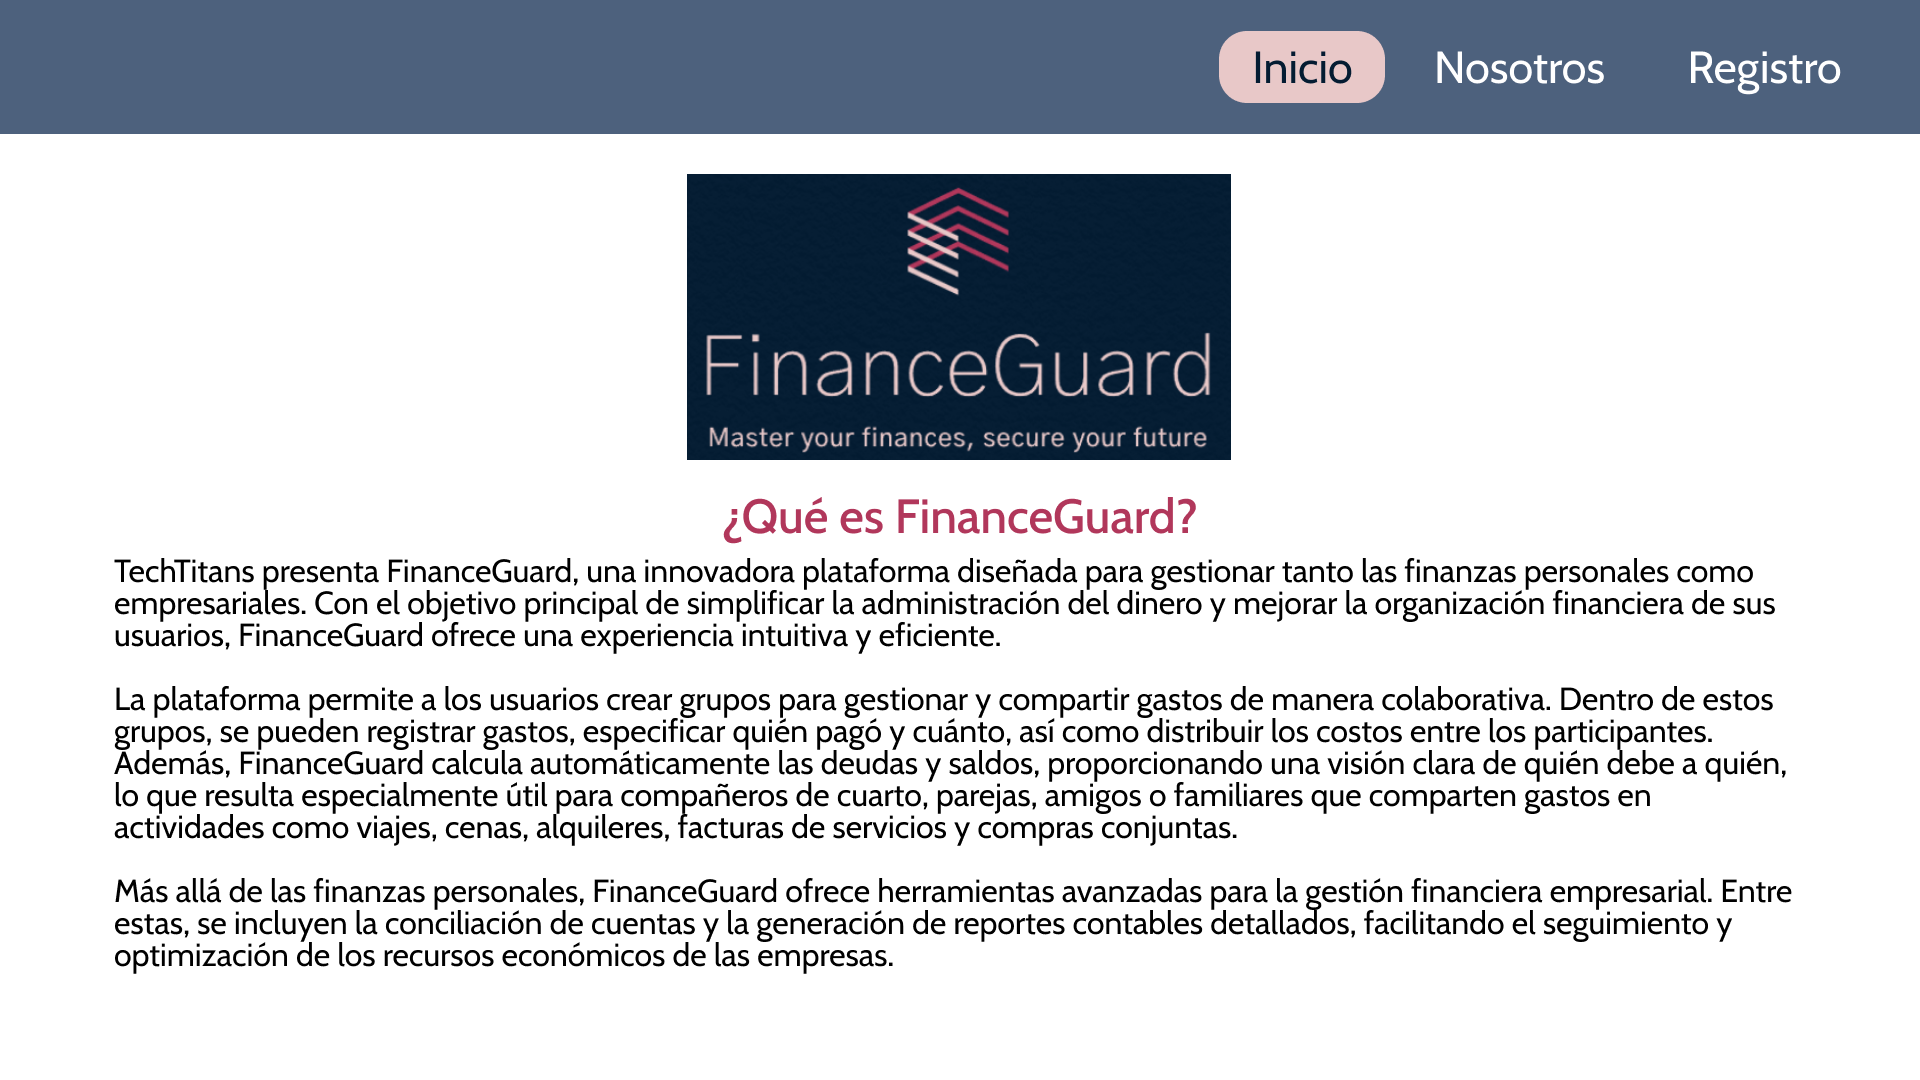 Inicio Nosotros Registro
FinanceGuard
Master your finances, secure your future
¿Qué es FinanceGuard?
TechTitans presenta FinanceGuard, una innovadora plataforma diseñada para gestionar tanto las finanzas personales como
empresariales. Con el objetivo principal de simplificar la administración del dinero y mejorar la organización financiera de sus
usuarios, FinanceGuard ofrece una experiencia intuitiva y eficiente.
La plataforma permite a los usuarios crear grupos para gestionar y compartir gastos de manera colaborativa. Dentro de estos
grupos, se pueden registrar gastos, especificar quién pagó y cuánto, así como distribuir los costos entre los participantes.
Además, FinanceGuard calcula automáticamente las deudas y saldos, proporcionando una visión clara de quién debe a quién,
lo que resulta especialmente útil para compañeros de cuarto, parejas, amigos o familiares que comparten gastos en
actividades como viajes, cenas, alquileres, facturas de servicios y compras conjuntas.
Más allá de las finanzas personales, FinanceGuard ofrece herramientas avanzadas para la gestión financiera empresarial. Entre
estas, se incluyen la conciliación de cuentas y la generación de reportes contables detallados, facilitando el seguimiento y
optimización de los recursos económicos de las empresas.